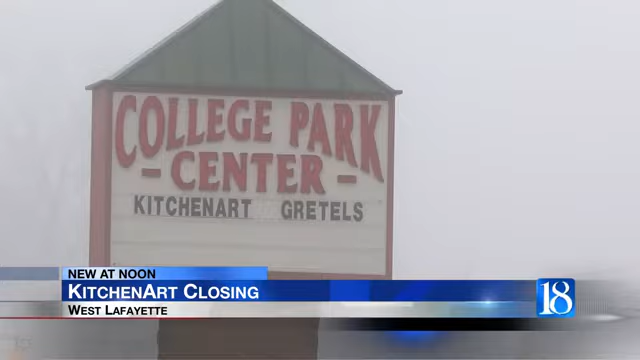 COLLEGE PARK
- CENTER -
KITCHENART GRETELS
NEW AT NOON
KITCHENART CLOSING
WEST LAFAYETTE
18